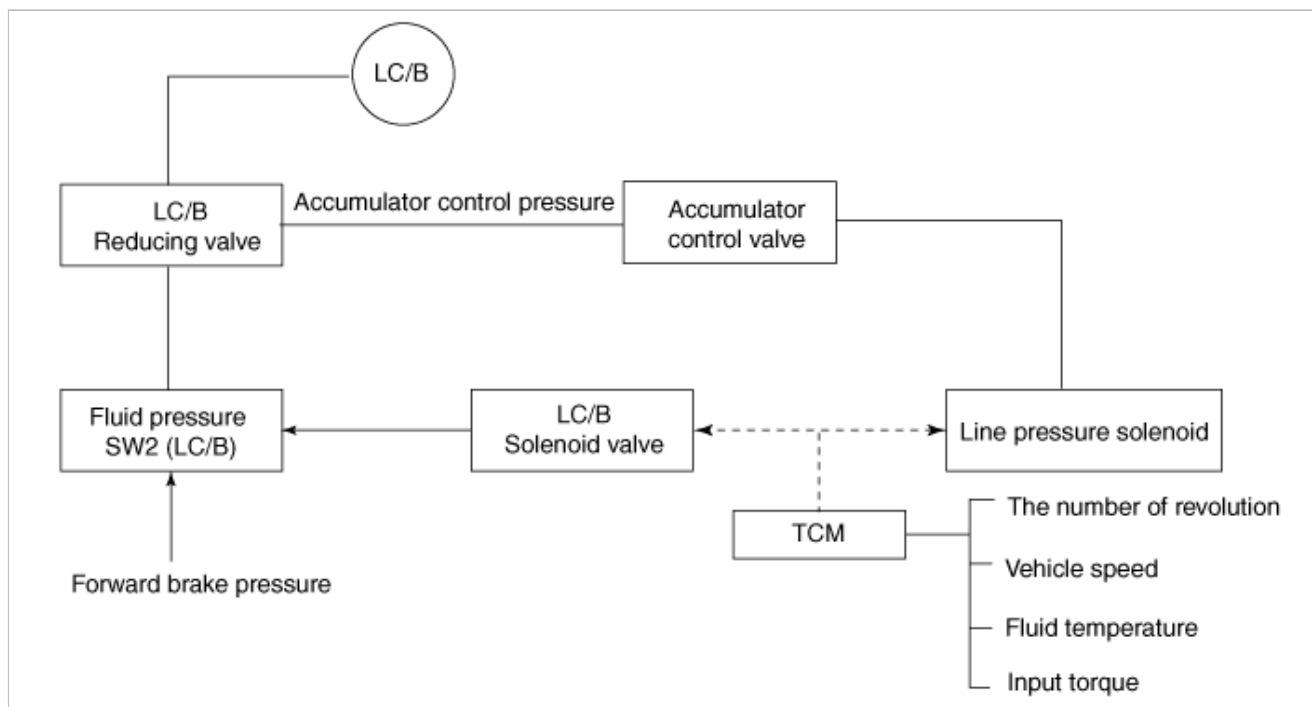 LC/B
LC/B
Reducing valve
Accumulator control pressure
Accumulator
control valve
Fluid pressure
SW2 (LC/B)
LC/B
Solenoid valve
Line pressure solenoid
TCM
The number of revolution
Vehicle speed
Fluid temperature
Input torque
Forward brake pressure